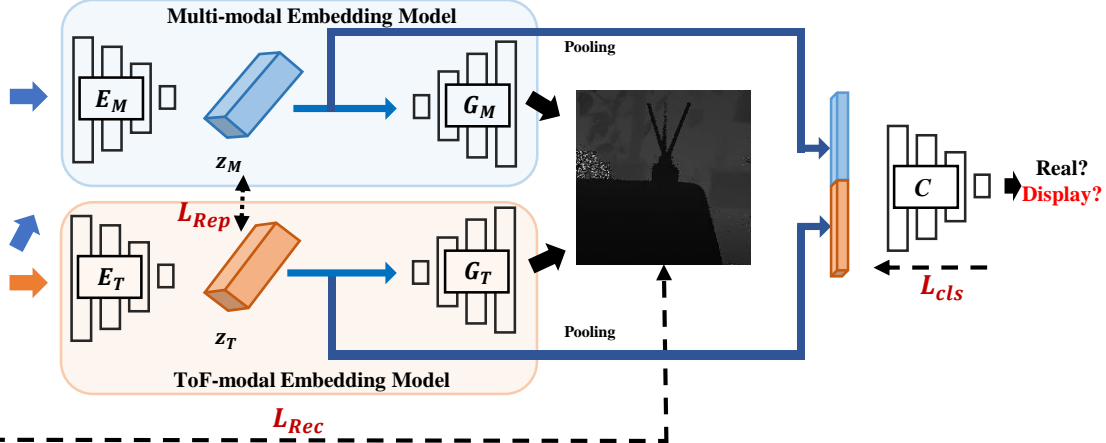 Multi-modal Embedding Model
Pooling
E_M
G_M
z_M
Real?
Display?
C
L_Rep
E_T
G_T
L_cls
z_T
Pooling
ToF-modal Embedding Model
L_Rec